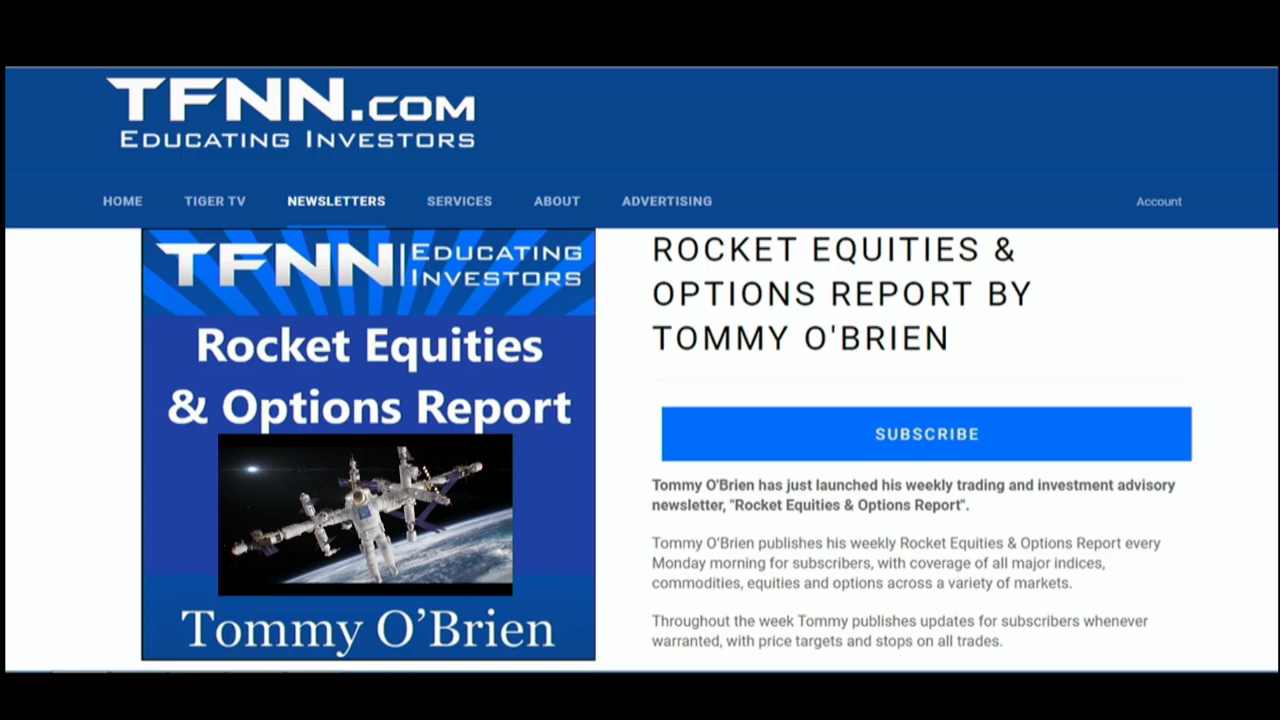 TFNN.COM
EDUCATING INVESTORS
HOME TIGER TV NEWSLETTERS SERVICES ABOUT ADVERTISING Account
TFNN | EDUCATING
INVESTORS
Rocket Equities
& Options Report
Tommy O’Brien
ROCKET EQUITIES &
OPTIONS REPORT BY
TOMMY O'BRIEN
SUBSCRIBE
Tommy O'Brien has just launched his weekly trading and investment advisory
newsletter, "Rocket Equities & Options Report".
Tommy O’Brien publishes his weekly Rocket Equities & Options Report every
Monday morning for subscribers, with coverage of all major indices,
commodities, equities and options across a variety of markets.
Throughout the week Tommy publishes updates for subscribers whenever
warranted, with price targets and stops on all trades.